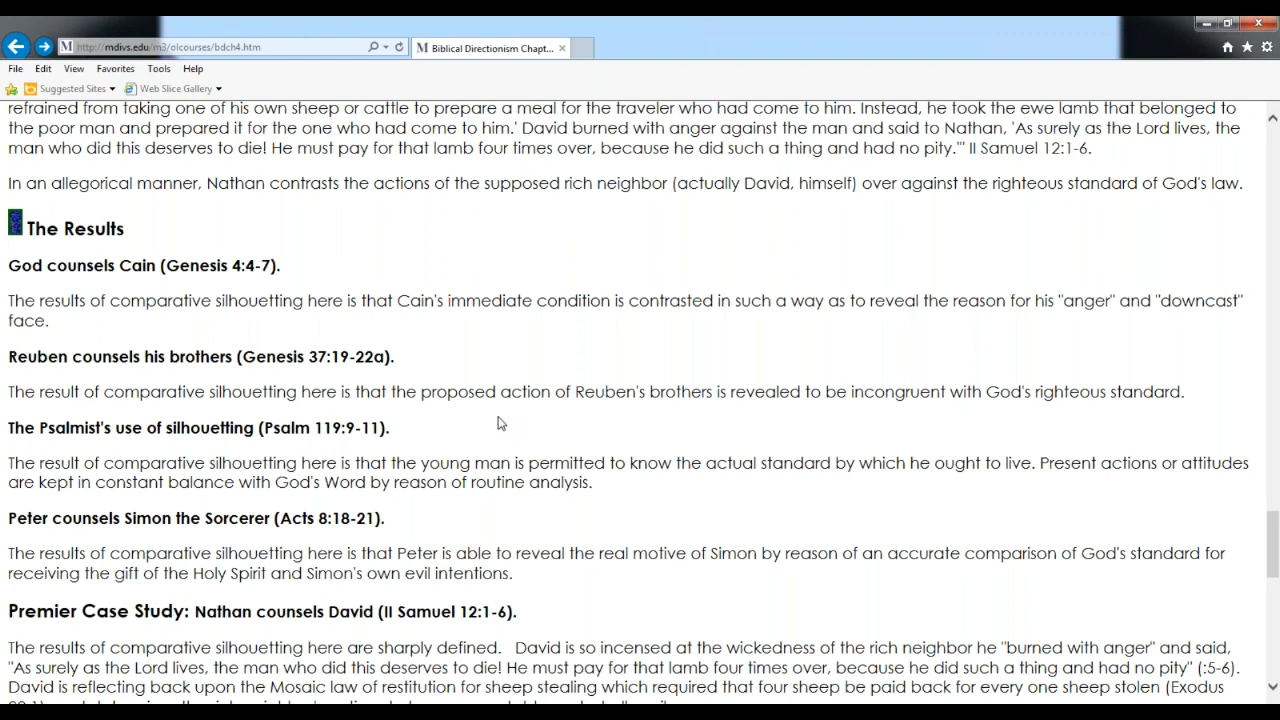 http://mdivs.edu/m3/olcourses/bdch4.htm
M Biblical Directionism Chapt...
File Edit View Favorites Tools Help
Suggested Sites Web Slice Gallery
refrained from taking one of his own sheep or cattle to prepare a meal for the traveler who had come to him. Instead, he took the ewe lamb that belonged to
the poor man and prepared it for the one who had come to him.' David burned with anger against the man and said to Nathan, 'As surely as the Lord lives, the
man who did this deserves to die! He must pay for that lamb four times over, because he did such a thing and had no pity."' II Samuel 12:1-6.
In an allegorical manner, Nathan contrasts the actions of the supposed rich neighbor (actually David, himself) over against the righteous standard of God's law.
The Results
God counsels Cain (Genesis 4:4-7).
The results of comparative silhouetting here is that Cain's immediate condition is contrasted in such a way as to reveal the reason for his "anger" and "downcast"
face.
Reuben counsels his brothers (Genesis 37:19-22a).
The result of comparative silhouetting here is that the proposed action of Reuben's brothers is revealed to be incongruent with God's righteous standard.
The Psalmist's use of silhouetting (Psalm 119:9-11).
The result of comparative silhouetting here is that the young man is permitted to know the actual standard by which he ought to live. Present actions or attitudes
are kept in constant balance with God's Word by reason of routine analysis.
Peter counsels Simon the Sorcerer (Acts 8:18-21).
The results of comparative silhouetting here is that Peter is able to reveal the real motive of Simon by reason of an accurate comparison of God's standard for
receiving the gift of the Holy Spirit and Simon's own evil intentions.
Premier Case Study: Nathan counsels David (II Samuel 12:1-6).
The results of comparative silhouetting here are sharply defined. David is so incensed at the wickedness of the rich neighbor he "burned with anger" and said,
"As surely as the Lord lives, the man who did this deserves to die! He must pay for that lamb four times over, because he did such a thing and had no pity" (:5-6).
David is reflecting back upon the Mosaic law of restitution for sheep stealing which required that four sheep be paid back for every one sheep stolen (Exodus